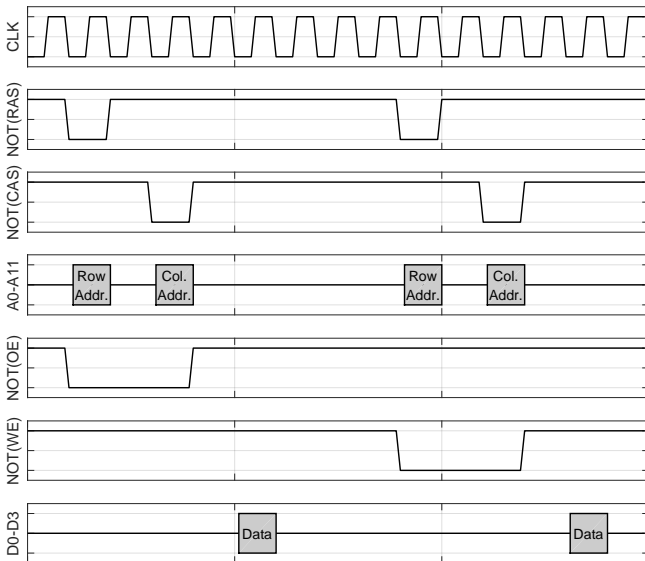 CLK
NOT(RAS)
NOT(CAS)
A0-A11
Row
Addr.
Col.
Addr.
Row
Addr.
Col.
Addr.
NOT(OE)
NOT(WE)
D0-D3
Data
Data